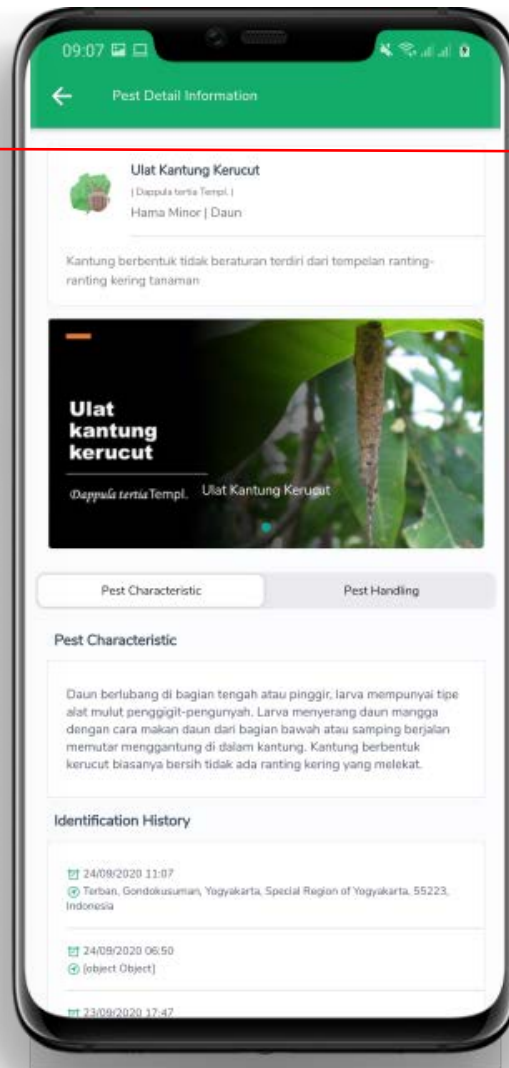 09:07
Pest Detail Information
Ulat Kantung Kerucut
( Dappula tertia Templ. )
Hama Minor | Daun
Kantung berbentuk tidak beraturan terdiri dari tempelan ranting-
ranting kering tanaman
Ulat
kantung
kerucut
Dappula tertia Templ.
Ulat Kantung Kerucut
Pest Characteristic
Pest Handling
Pest Characteristic
Daun berlubang di bagian tengah atau pinggir, larva mempunyai tipe
alat mulut penggigit-pengunyah. Larva menyerang daun mangga
dengan cara makan daun dari bagian bawah atau samping berjalan
memutar menggantung di dalam kantung. Kantung berbentuk
kerucut biasanya bersih tidak ada ranting kering yang melekat.
Identification History
24/09/2020 11:07
Terban, Gondokusuman, Yogyakarta, Special Region of Yogyakarta, 55223,
Indonesia
24/09/2020 06:50
[object Object]
23/09/2020 17:47